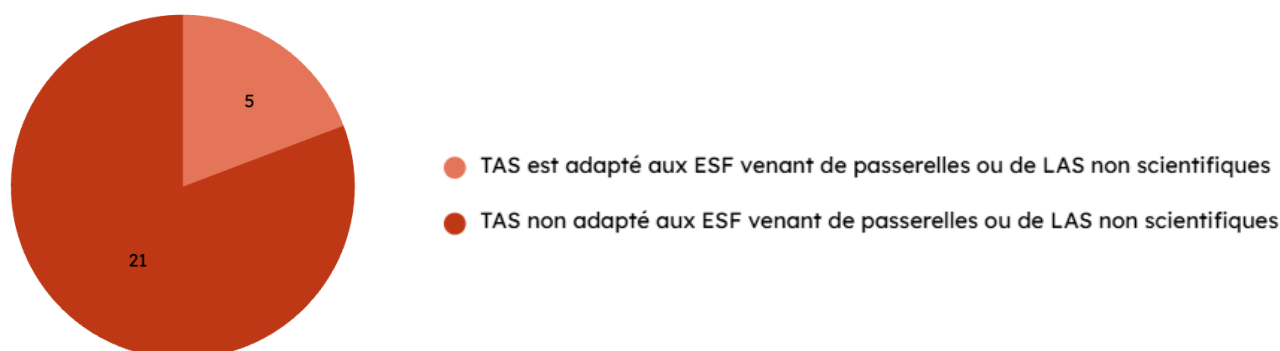 5
TAS est adapté aux ESF venant de passerelles ou de LAS non scientifiques
TAS non adapté aux ESF venant de passerelles ou de LAS non scientifiques
21